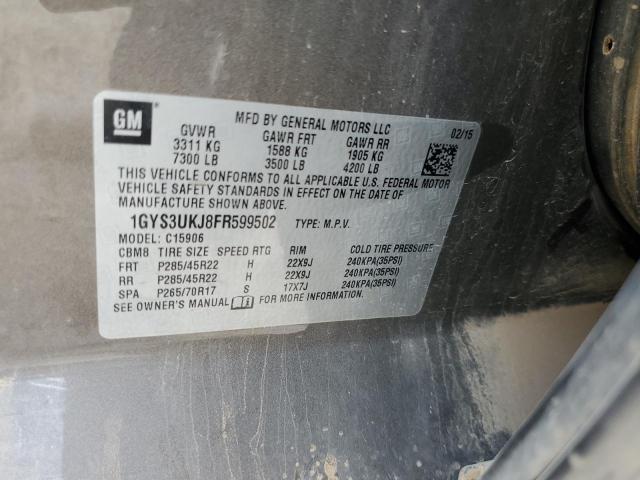 GM
MFD BY GENERAL MOTORS LLC
02/15
GVWR GAWR FRT GAWR RR
3311 KG 1588 KG 1905 KG
7300 LB 3500 LB 4200 LB
THIS VEHICLE CONFORMS TO ALL APPLICABLE U.S. FEDERAL MOTOR
VEHICLE SAFETY STANDARDS IN EFFECT ON THE DATE OF
MANUFACTURE SHOWN ABOVE.
1GYS3UKJ8FR599502 TYPE: M.P.V.
MODEL: C15906
CBM8 TIRE SIZE SPEED RTG RIM COLD TIRE PRESSURE
FRT P285/45R22 H 22X9J 240KPA(35PSI)
RR P285/45R22 H 22X9J 240KPA(35PSI)
SPA P265/70R17 S 17X7J 240KPA(35PSI)
SEE OWNER'S MANUAL FOR MORE INFORMATION.